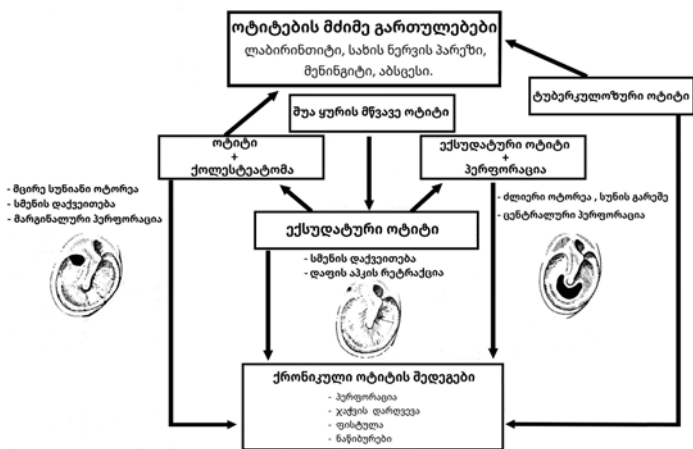 ოტიტების მძიმე გართულებები
ლაბირინთიტი, სახის ნერვის პარეზი,
მენინგიტი, აბსცესი.
ტუბერკულოზური ოტიტი
შუა ყურის მწვავე ოტიტი
ოტიტი
+
ქოლესტეატომა
ექსუდატური ოტიტი
+
პერფორაცია
- მცირე სუნიანი ოტორეა
- სმენის დაქვეითება
- მარგინალური პერფორაცია
- ძლიერი ოტორეა , სუნის გარეშე
- ცენტრალური პერფორაცია
ექსუდატური ოტიტი
- სმენის დაქვეითება
- დაფის აპკის რეტრაქცია
ქრონიკული ოტიტის შედეგები
- პერფორაცია
- ჯაჭვის დარღვევა
- ფისტულა
- ნაწიბურები